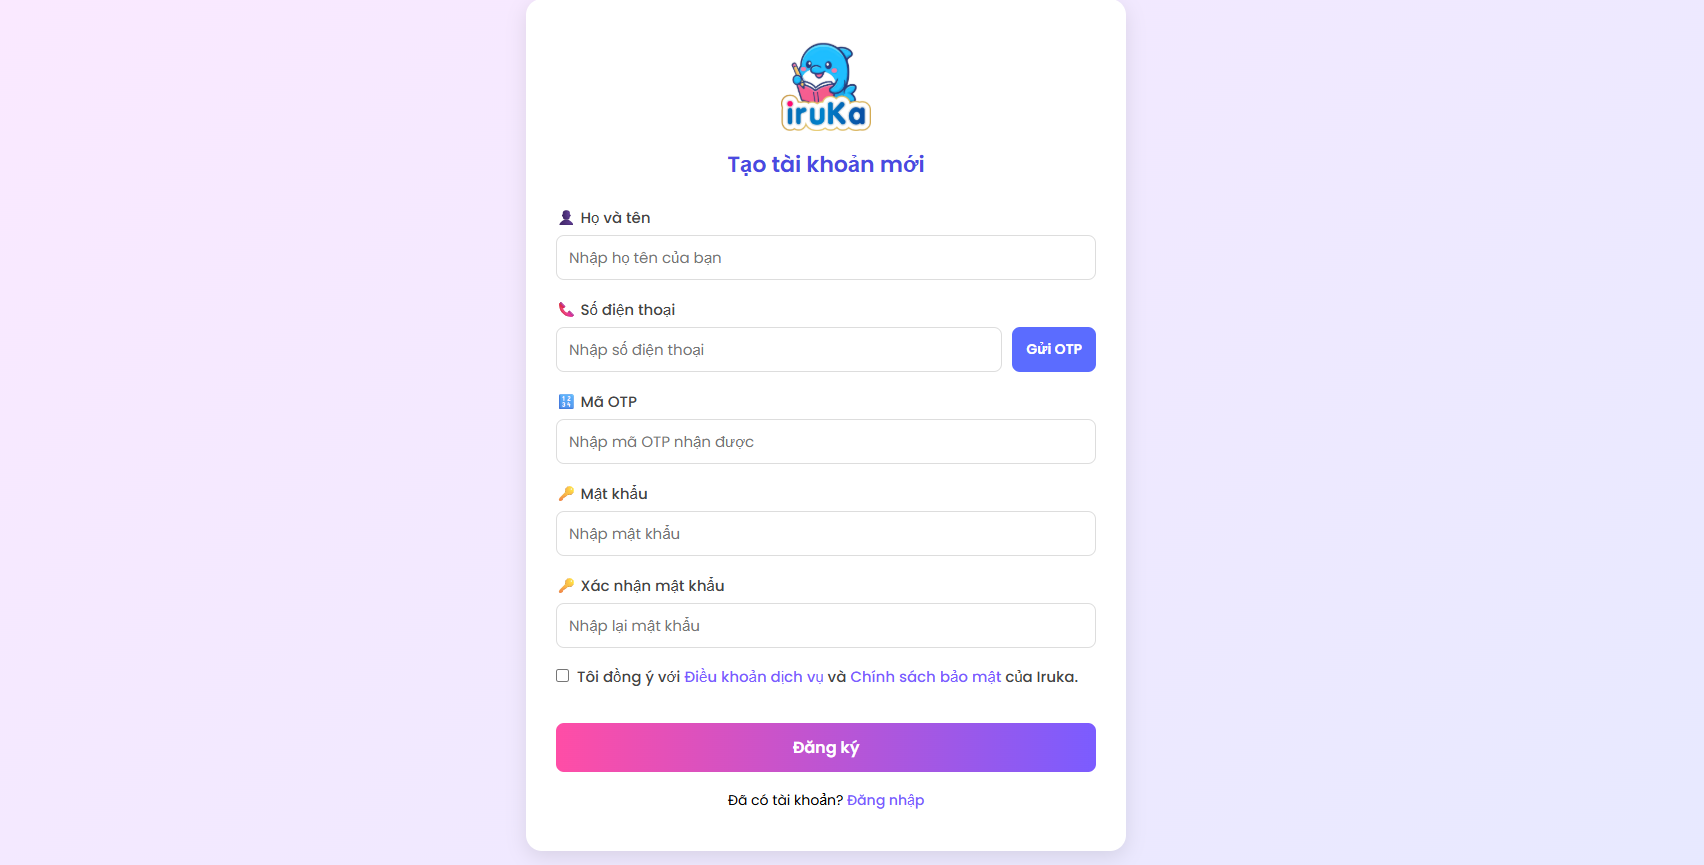 iruKa
Tạo tài khoản mới
Họ và tên
Nhập họ tên của bạn
Số điện thoại
Nhập số điện thoại
Gửi OTP
Mã OTP
Nhập mã OTP nhận được
Mật khẩu
Nhập mật khẩu
Xác nhận mật khẩu
Nhập lại mật khẩu
Tôi đồng ý với Điều khoản dịch vụ và Chính sách bảo mật của Iruka.
Đăng ký
Đã có tài khoản? Đăng nhập